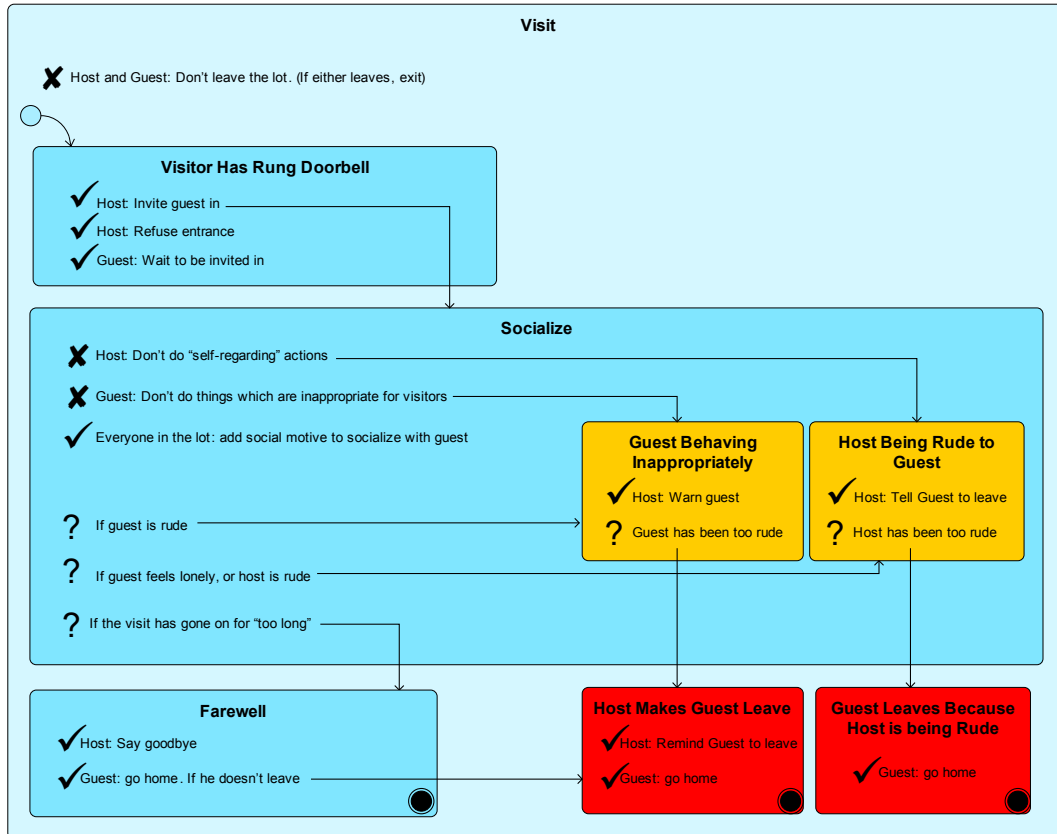 Visit
Host and Guest: Don't leave the lot. (If either leaves, exit)
Visitor Has Rung Doorbell
Host: Invite guest in
Host: Refuse entrance
Guest: Wait to be invited in
Socialize
Host: Don't do “self-regarding” actions
Guest: Don't do things which are inappropriate for visitors
Everyone in the lot: add social motive to socialize with guest
? If guest is rude
? If guest feels lonely, or host is rude
? If the visit has gone on for “too long”
Guest Behaving
Inappropriately
Host: Warn guest
? Guest has been too rude
Host Being Rude to
Guest
Host: Tell Guest to leave
? Host has been too rude
Farewell
Host: Say goodbye
Guest: go home. If he doesn't leave
Host Makes Guest Leave
Host: Remind Guest to leave
Guest: go home
Guest Leaves Because
Host is being Rude
Guest: go home